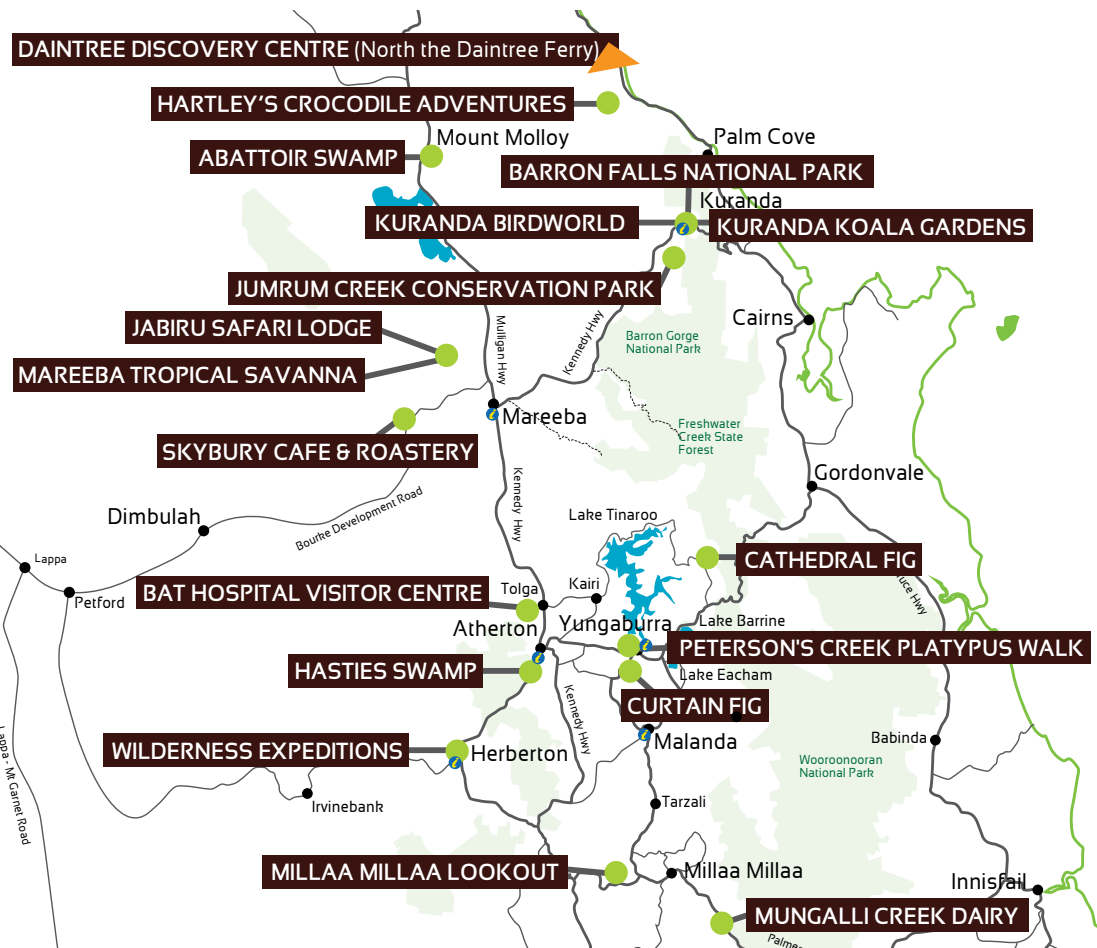 DAINTREE DISCOVERY CENTRE (North the Daintree Ferry)
HARTLEY'S CROCODILE ADVENTURES
Mount Molloy
Palm Cove
ABATTOIR SWAMP
BARRON FALLS NATIONAL PARK
Kuranda
KURANDA BIRDWORLD
KURANDA KOALA GARDENS
JUMRUM CREEK CONSERVATION PARK
Cairns
JABIRU SAFARI LODGE
Mulligan Hwy
Kennedy Hwy
Barron Gorge
National Park
MAREEBA TROPICAL SAVANNA
Mareeba
Freshwater
Creek State
Forest
SKYBURY CAFE & ROASTERY
Gordonvale
Kennedy Hwy
Bourke Development Road
Dimbulah
Lake Tinaroo
Lappa
CATHEDRAL FIG
Petford
BAT HOSPITAL VISITOR CENTRE
Tolga
Kairi
uce Hwy
Atherton
Yungaburra
Lake Barrine
PETERSON'S CREEK PLATYPUS WALK
HASTIES SWAMP
Lake Eacham
CURTAIN FIG
Kennedy Hwy
Malanda
Babinda
WILDERNESS EXPEDITIONS
Herberton
Wooroonooran
National Park
Lappa - Mt Garnet Road
Irvinebank
Tarzali
MILLAA MILLAA LOOKOUT
Millaa Millaa
Innisfail
MUNGALLI CREEK DAIRY